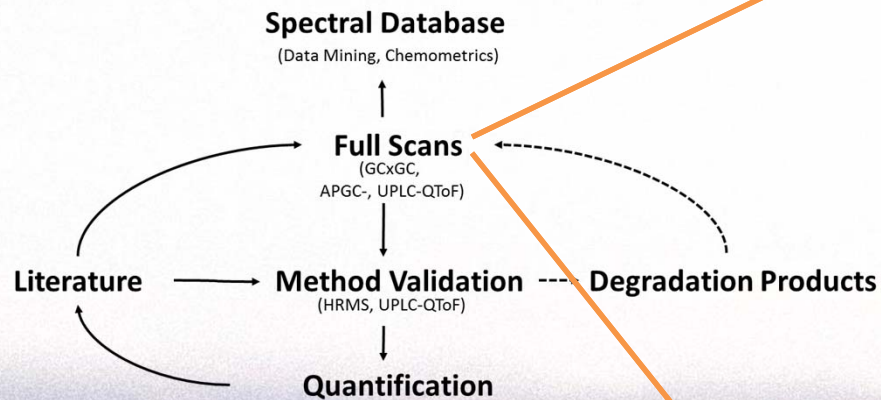 Spectral Database
(Data Mining, Chemometrics)
Full Scans
(GCxGC,
APGC-, UPLC-QToF)
Literature
Method Validation
Degradation Products
(HRMS, UPLC-QToF)
Quantification